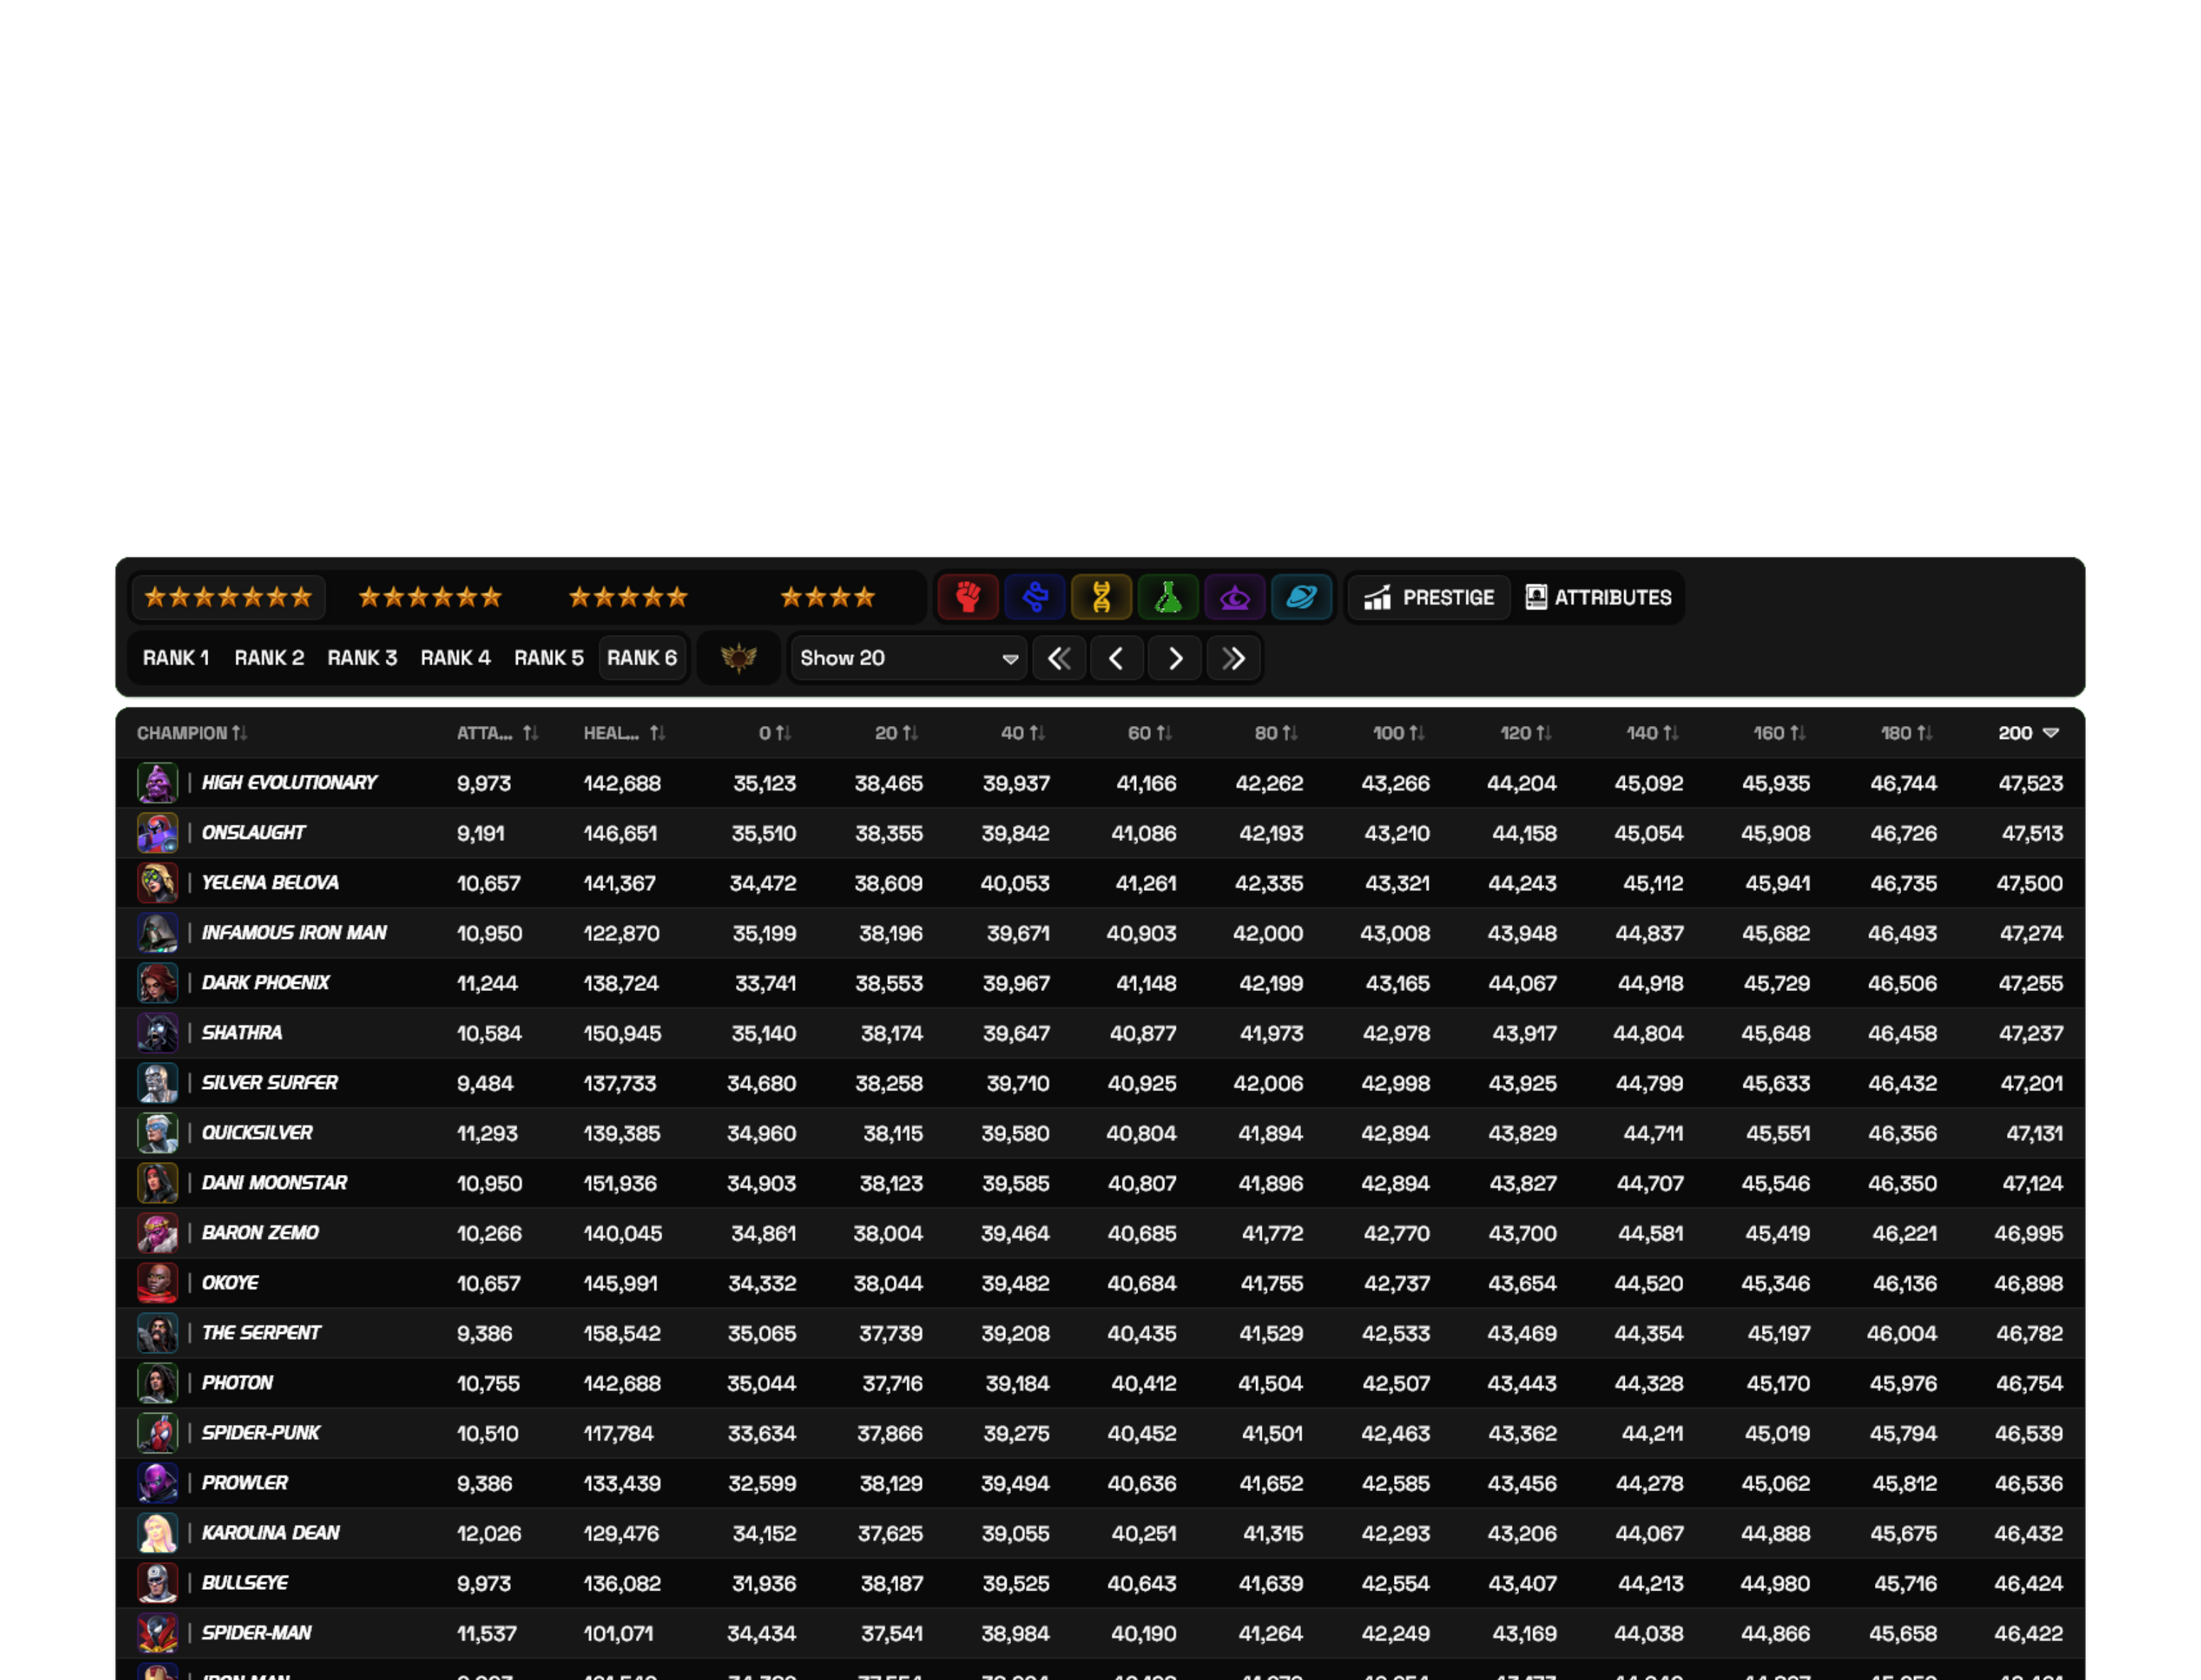 PRESTIGE ATTRIBUTES
RANK 1 RANK 2 RANK 3 RANK 4 RANK 5 RANK 6 Show 20
CHAMPION ATTA... HEAL... 0 20 40 60 80 100 120 140 160 180 200
HIGH EVOLUTIONARY 9,973 142,688 35,123 38,465 39,937 41,166 42,262 43,266 44,204 45,092 45,935 46,744 47,523
ONSLAUGHT 9,191 146,651 35,510 38,355 39,842 41,086 42,193 43,210 44,158 45,054 45,908 46,726 47,513
YELENA BELOVA 10,657 141,367 34,472 38,609 40,053 41,261 42,335 43,321 44,243 45,112 45,941 46,735 47,500
INFAMOUS IRON MAN 10,950 122,870 35,199 38,196 39,671 40,903 42,000 43,008 43,948 44,837 45,682 46,493 47,274
DARK PHOENIX 11,244 138,724 33,741 38,553 39,967 41,148 42,199 43,165 44,067 44,918 45,729 46,506 47,255
SHATHRA 10,584 150,945 35,140 38,174 39,647 40,877 41,973 42,978 43,917 44,804 45,648 46,458 47,237
SILVER SURFER 9,484 137,733 34,680 38,258 39,710 40,925 42,006 42,998 43,925 44,799 45,633 46,432 47,201
QUICKSILVER 11,293 139,385 34,960 38,115 39,580 40,804 41,894 42,894 43,829 44,711 45,551 46,356 47,131
DANI MOONSTAR 10,950 151,936 34,903 38,123 39,585 40,807 41,896 42,894 43,827 44,707 45,546 46,350 47,124
BARON ZEMO 10,266 140,045 34,861 38,004 39,464 40,685 41,772 42,770 43,700 44,581 45,419 46,221 46,995
OKOYE 10,657 145,991 34,332 38,044 39,482 40,684 41,755 42,737 43,654 44,520 45,346 46,136 46,898
THE SERPENT 9,386 158,542 35,065 37,739 39,208 40,435 41,529 42,533 43,469 44,354 45,197 46,004 46,782
PHOTON 10,755 142,688 35,044 37,716 39,184 40,412 41,504 42,507 43,443 44,328 45,170 45,976 46,754
SPIDER-PUNK 10,510 117,784 33,634 37,866 39,275 40,452 41,501 42,463 43,362 44,211 45,019 45,794 46,539
PROWLER 9,386 133,439 32,599 38,129 39,494 40,636 41,652 42,585 43,456 44,278 45,062 45,812 46,536
KAROLINA DEAN 12,026 129,476 34,152 37,625 39,055 40,251 41,315 42,293 43,206 44,067 44,888 45,675 46,432
BULLSEYE 9,973 136,082 31,936 38,187 39,525 40,643 41,639 42,554 43,407 44,213 44,980 45,716 46,424
SPIDER-MAN 11,537 101,071 34,434 37,541 38,984 40,190 41,264 42,249 43,169 44,038 44,866 45,658 46,422